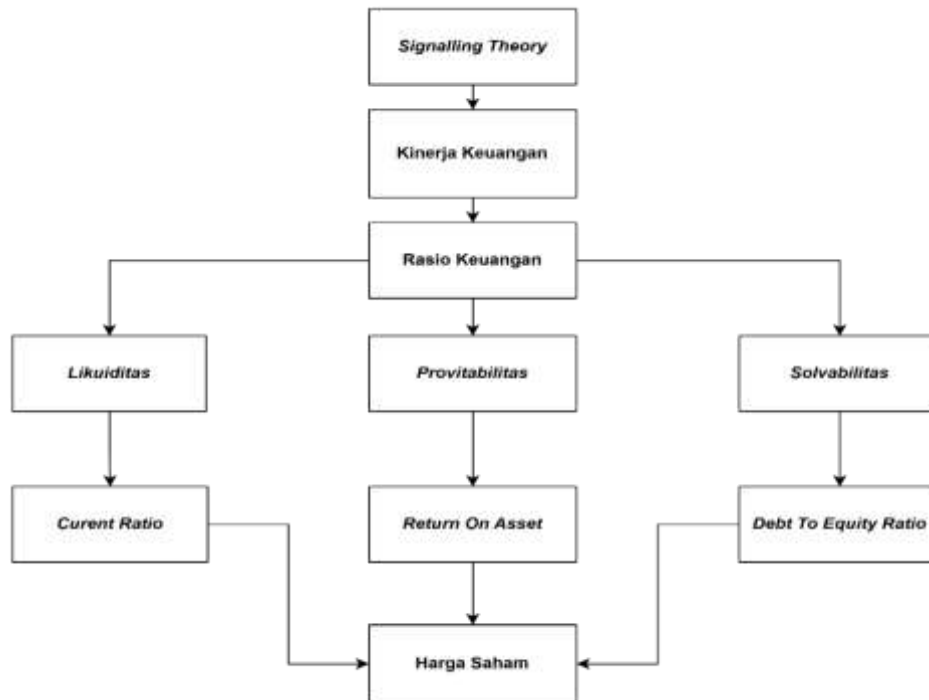 Signalling Theory
Kinerja Keuangan
Rasio Keuangan
Likuiditas
Provitabilitas
Solvabilitas
Curent Ratio
Return On Asset
Debt To Equity Ratio
Harga Saham